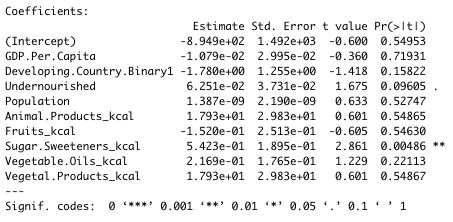 Coefficients:
Estimate Std. Error t value Pr(>|t|)
(Intercept) -8.949e+02 1.492e+03 -0.600 0.54953
GDP.Per.Capita -1.079e-02 2.995e-02 -0.360 0.71931
Developing.Country.Binary1 -1.780e+00 1.255e+00 -1.418 0.15822
Undernourished 6.251e-02 3.731e-02 1.675 0.09605 .
Population 1.387e-09 2.190e-09 0.633 0.52747
Animal.Products_kcal 1.793e+01 2.983e+01 0.601 0.54865
Fruits_kcal -1.520e-01 2.513e-01 -0.605 0.54630
Sugar.Sweeteners_kcal 5.423e-01 1.895e-01 2.861 0.00486 **
Vegetable.Oils_kcal 2.169e-01 1.765e-01 1.229 0.22113
Vegetal.Products_kcal 1.793e+01 2.983e+01 0.601 0.54867
---
Signif. codes: 0 ‘***’ 0.001 ‘**’ 0.01 ‘*’ 0.05 ‘.’ 0.1 ‘ ’ 1